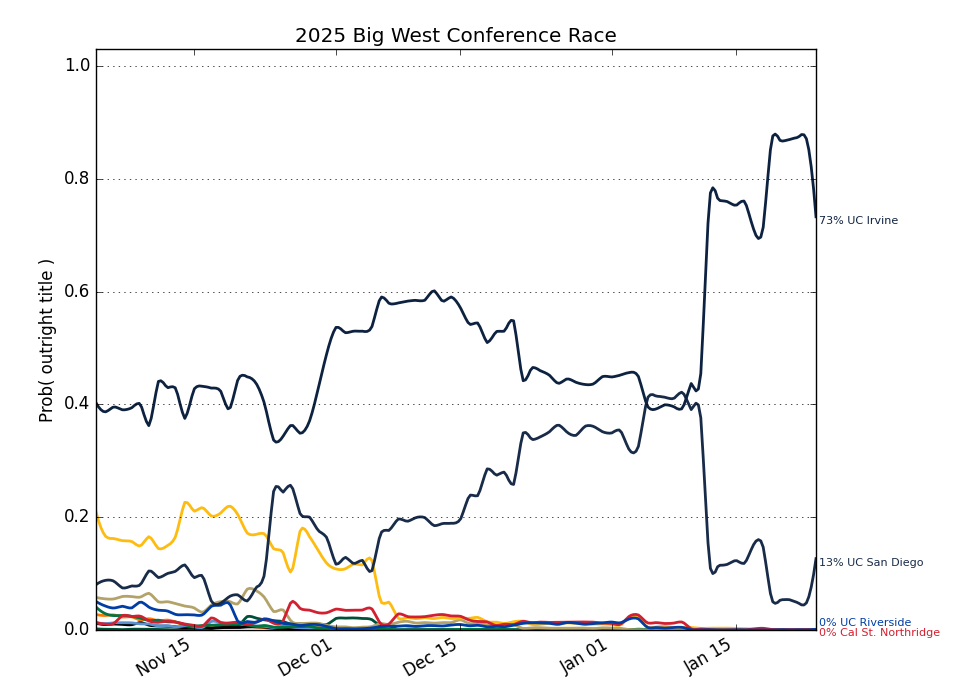 2025 Big West Conference Race
Prob( outright title )
1.0
0.8
0.6
0.4
0.2
0.0
Nov 15
Dec 01
Dec 15
Jan 01
Jan 15
73% UC Irvine
13% UC San Diego
0% UC Riverside
0% Cal St. Northridge